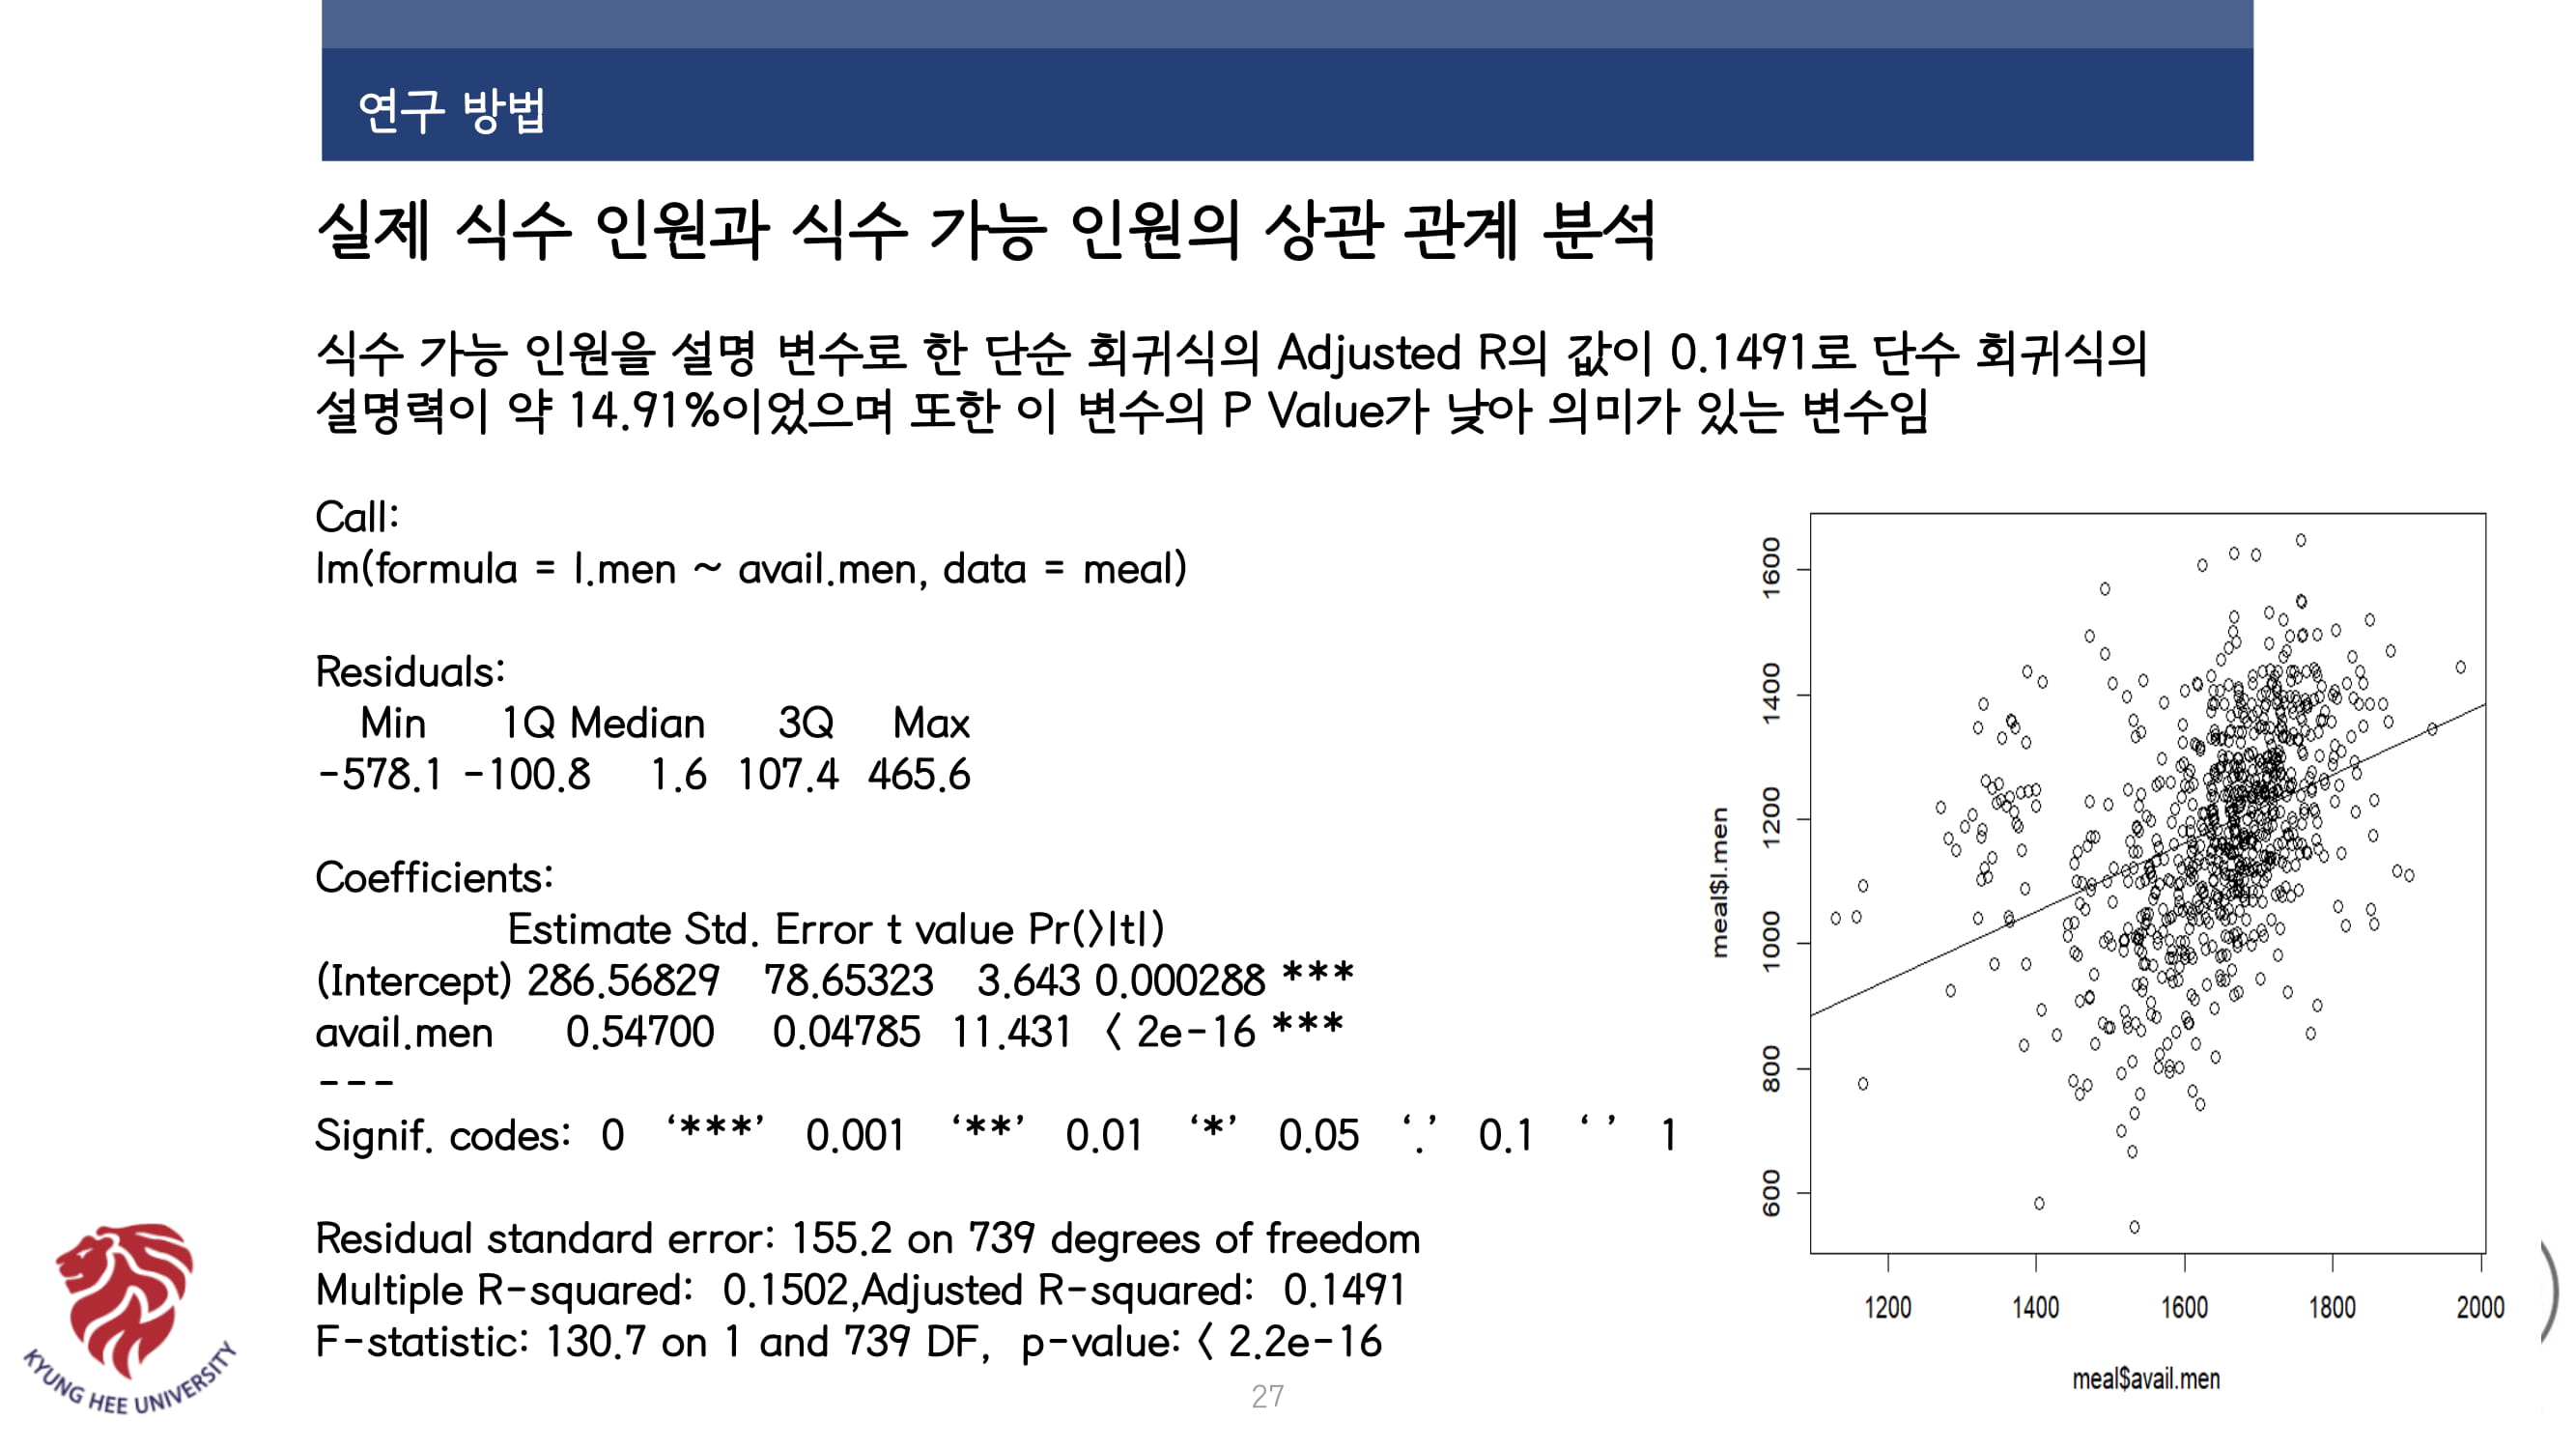 연구 방법
실제 식수 인원과 식수 가능 인원의 상관 관계 분석
식수 가능 인원을 설명 변수로 한 단순 회귀식의 Adjusted R의 값이 0.1491로 단수 회귀식의
설명력이 약 14.91%이었으며 또한 이 변수의 P Value가 낮아 의미가 있는 변수임
Call:
lm(formula = l.men ~ avail.men, data = meal)
Residuals:
Min 1Q Median 3Q Max
-578.1 -100.8 1.6 107.4 465.6
Coefficients:
Estimate Std. Error t value Pr(>|t|)
(Intercept) 286.56829 78.65323 3.643 0.000288 ***
avail.men 0.54700 0.04785 11.431 < 2e-16 ***
---
Signif. codes: 0 ‘***’ 0.001 ‘**’ 0.01 ‘*’ 0.05 ‘.’ 0.1 ‘ ’ 1
Residual standard error: 155.2 on 739 degrees of freedom
Multiple R-squared: 0.1502,Adjusted R-squared: 0.1491
F-statistic: 130.7 on 1 and 739 DF, p-value: < 2.2e-16
meal$l.men
1600
1400
1200
1000
800
600
1200 1400 1600 1800 2000
meal$avail.men
KYUNG HEE UNIVERSITY
27